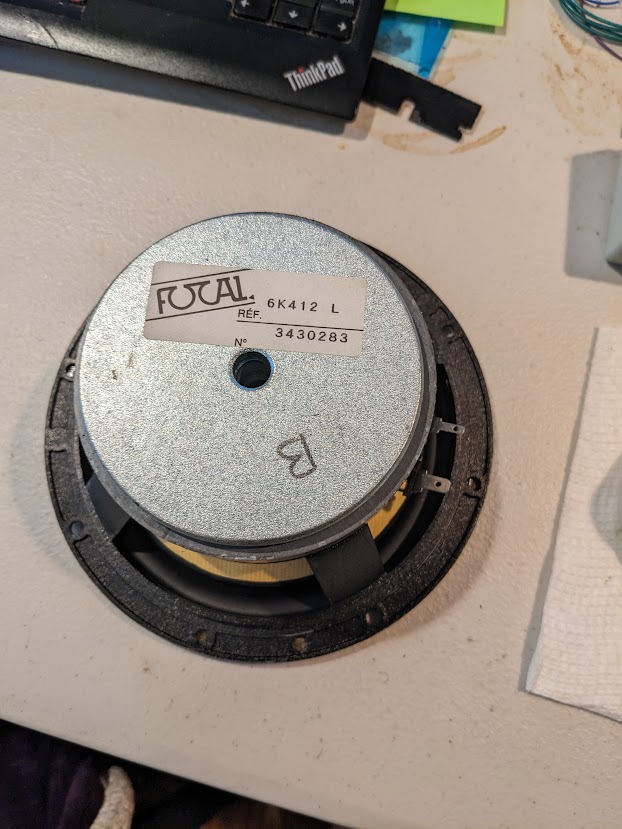 ThinkPad
FOCAL
6K412 L
RÉF.
3430283
N°
B